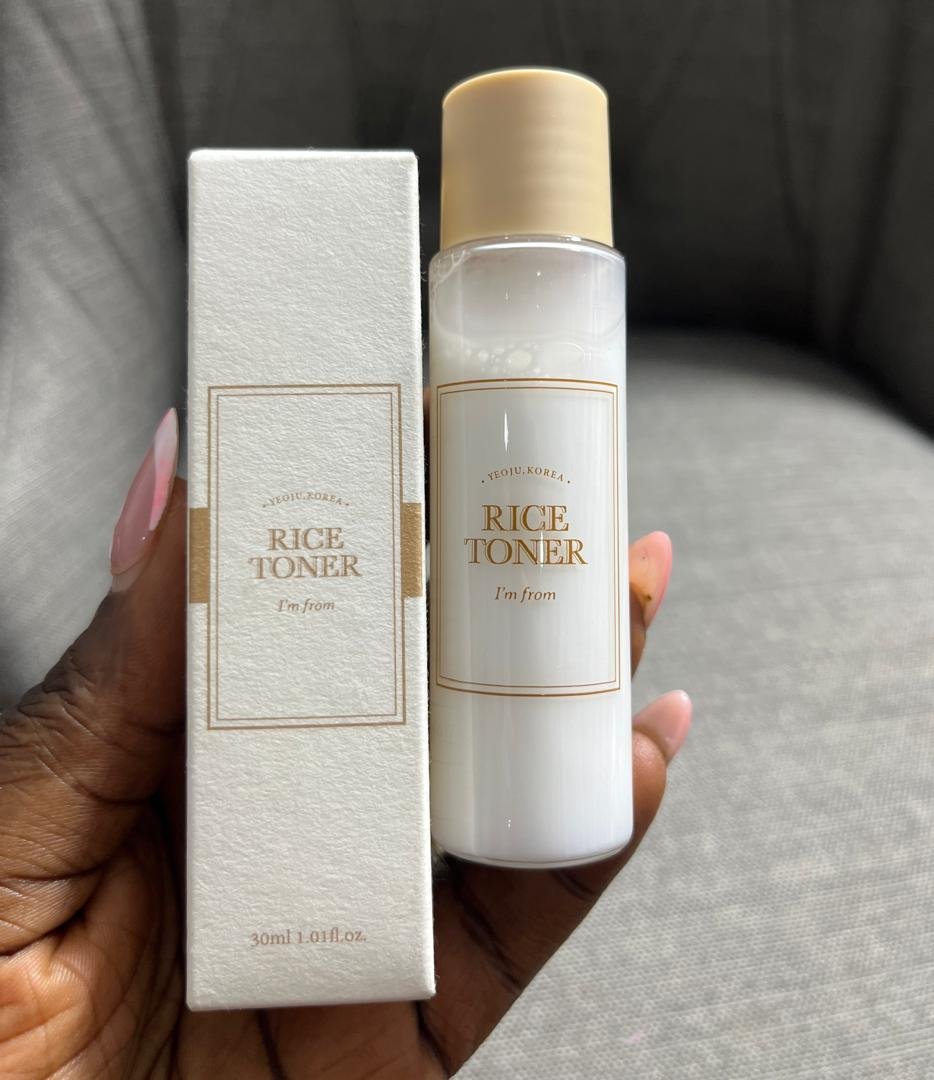 YEOJU,KOREA
RICE
TONER
I'm from
30ml 1.01fl.oz.
• YEOJU,KOREA •
RICE
TONER
I'm from